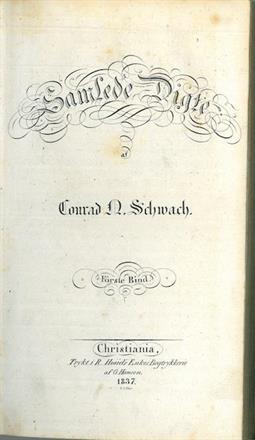 Samlede Digte
af
Conrad N. Schwach.
Förste Bind
Christiania,
Trykt i R. Hviids Enkes Bogtrykkerie
af G. Hansen.
1837.